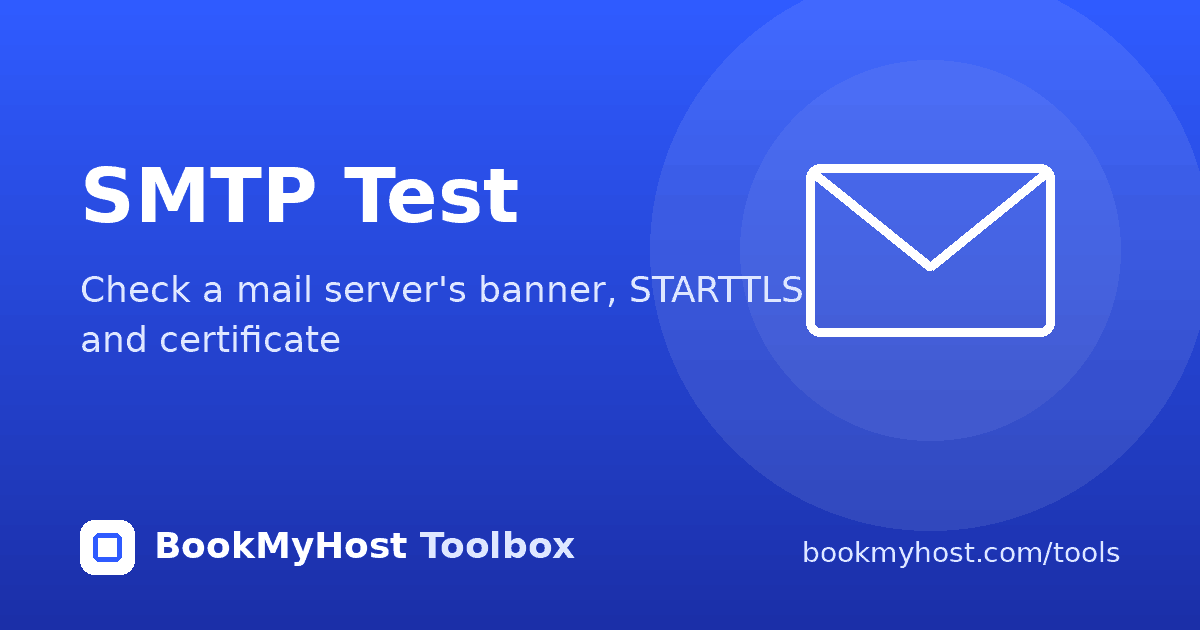 SMTP Test
Check a mail server's banner, STARTTLS
and certificate
BookMyHost Toolbox
bookmyhost.com/tools